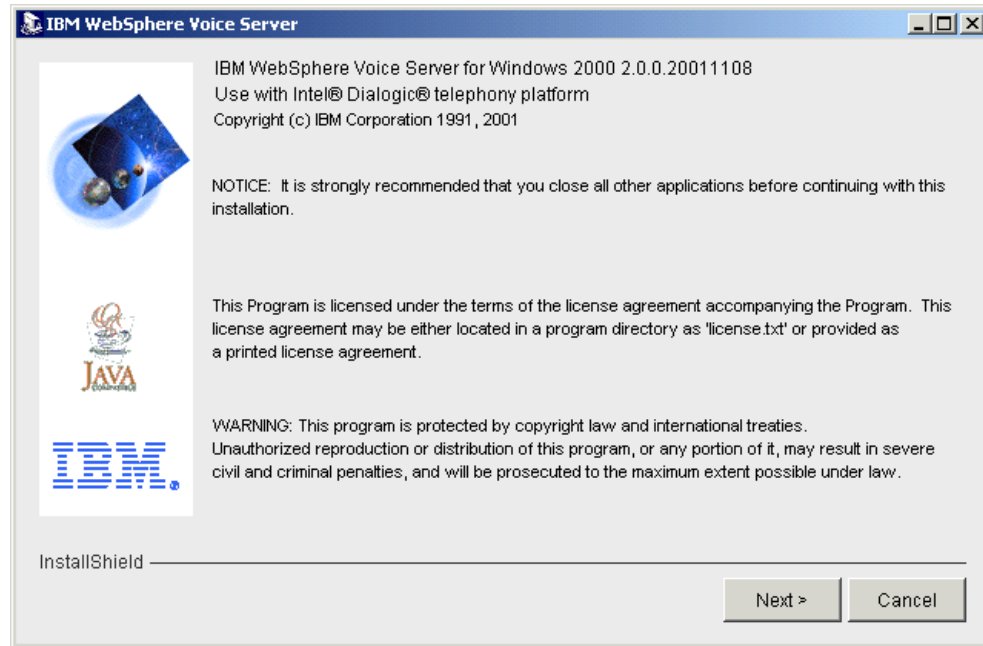 IBM WebSphere Voice Server
IBM WebSphere Voice Server for Windows 2000 2.0.0.20011108
Use with Intel® Dialogic® telephony platform
Copyright (c) IBM Corporation 1991, 2001
NOTICE:  It is strongly recommended that you close all other applications before continuing with this
installation.
This Program is licensed under the terms of the license agreement accompanying the Program.  This
license agreement may be either located in a program directory as 'license.txt' or provided as
a printed license agreement.
JAVA
COMPATIBLE
WARNING: This program is protected by copyright law and international treaties.
Unauthorized reproduction or distribution of this program, or any portion of it, may result in severe
civil and criminal penalties, and will be prosecuted to the maximum extent possible under law.
IBM®
InstallShield
Next >
Cancel